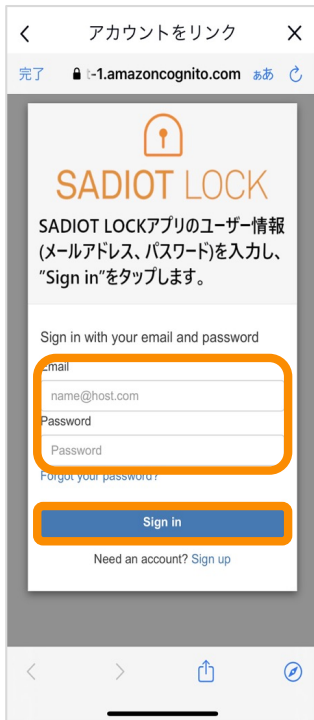 アカウントをリンク
完了 t-1.amazoncognito.com ああ
SADIOT LOCK
SADIOT LOCKアプリのユーザー情報
(メールアドレス、パスワード)を入力し、
"Sign in"をタップします。
Sign in with your email and password
Email
name@host.com
Password
Password
Forgot your password?
Sign in
Need an account? Sign up